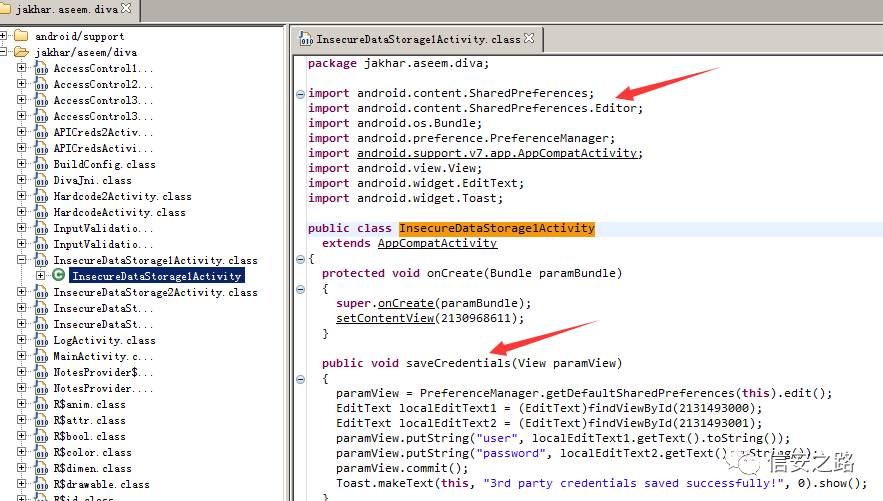 jakhar.aseem.diva
android/support
jakhar/aseem/diva
AccessControl1...
AccessControl2...
AccessControl3...
AccessControl3...
APICreds2Activ...
APICredsActivi...
BuildConfig.class
DivaJni.class
Hardcode2Activity.class
HardcodeActivity.class
InputValidatio...
InputValidatio...
InsecureDataStorage1Activity.class
InsecureDataStorage1Activity
InsecureDataStorage2Activity.class
InsecureDataSt...
InsecureDataSt...
LogActivity.class
MainActivity.c...
NotesProvider$...
NotesProvider....
R$anim.class
R$attr.class
R$bool.class
R$color.class
R$dimen.class
R$drawable.class
R$id.class
InsecureDataStorage1Activity.class
package jakhar.aseem.diva;
import android.content.SharedPreferences;
import android.content.SharedPreferences.Editor;
import android.os.Bundle;
import android.preference.PreferenceManager;
import android.support.v7.app.AppCompatActivity;
import android.view.View;
import android.widget.EditText;
import android.widget.Toast;
public class InsecureDataStorage1Activity
extends AppCompatActivity
{
protected void onCreate(Bundle paramBundle)
{
super.onCreate(paramBundle);
setContentView(2130968611);
}
public void saveCredentials(View paramView)
{
paramView = PreferenceManager.getDefaultSharedPreferences(this).edit();
EditText localEditText1 = (EditText)findViewById(2131493000);
EditText localEditText2 = (EditText)findViewById(2131493001);
paramView.putString("user", localEditText1.getText().toString());
paramView.putString("password", localEditText2.getText().toString());
paramView.commit();
Toast.makeText(this, "3rd party credentials saved successfully!", 0).show();
}
信安之路